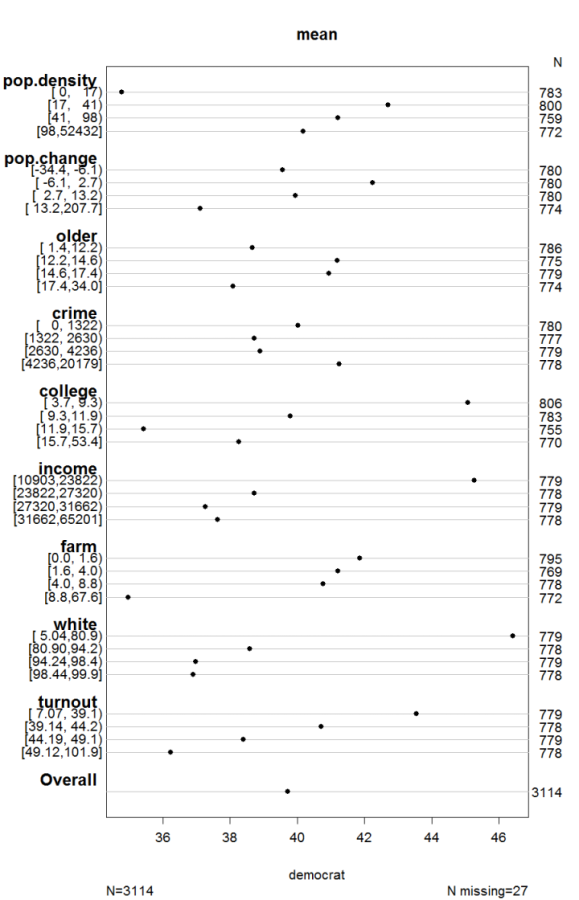 mean
N
pop.density
[ 0, 17) 783
[17, 41) 800
[41, 98) 759
[98,52432] 772
pop.change
[-34.4, -6.1) 780
[ -6.1, 2.7) 780
[ 2.7, 13.2) 780
[ 13.2,207.7] 774
older
[ 1.4,12.2) 786
[12.2,14.6) 775
[14.6,17.4) 779
[17.4,34.0] 774
crime
[ 0, 1322) 780
[1322, 2630) 777
[2630, 4236) 779
[4236,20179] 778
college
[ 3.7, 9.3) 806
[ 9.3,11.9) 783
[11.9,15.7) 755
[15.7,53.4] 770
income
[10903,23822) 779
[23822,27320) 778
[27320,31662) 779
[31662,65201] 778
farm
[0.0, 1.6) 795
[1.6, 4.0) 769
[4.0, 8.8) 778
[8.8,67.6] 772
white
[ 5.04,80.9) 779
[80.90,94.2) 778
[94.24,98.4) 779
[98.44,99.9] 778
turnout
[ 7.07, 39.1) 779
[39.14, 44.2) 778
[44.19, 49.1) 779
[49.12,101.9] 778
Overall
3114
36 38 40 42 44 46
democrat
N=3114 N missing=27